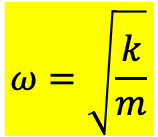 ω = √(k/m)